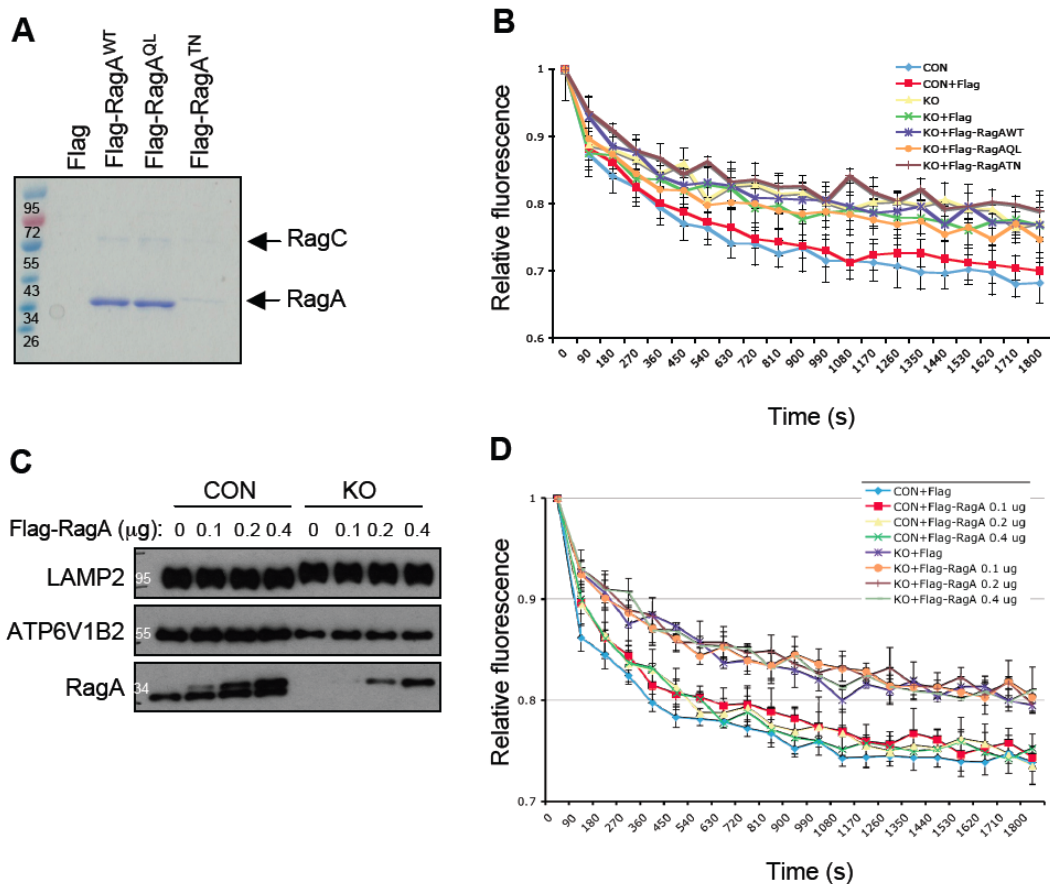 A
Flag
Flag-RagAWT
Flag-RagAQL
Flag-RagATN
95
72
55
43
34
26
RagC
RagA
B
Relative fluorescence
1
0.9
0.8
0.7
0.6
CON
CON+Flag
KO
KO+Flag
KO+Flag-RagAWT
KO+Flag-RagAQL
KO+Flag-RagATN
0 90 180 270 360 450 540 630 720 810 900 990 1080 1170 1260 1350 1440 1530 1620 1710 1800
Time (s)
C
CON KO
Flag-RagA (µg): 0 0.1 0.2 0.4 0 0.1 0.2 0.4
LAMP2 95
ATP6V1B2 55
RagA 34
D
Relative fluorescence
1
0.9
0.8
0.7
CON+Flag
CON+Flag-RagA 0.1 ug
CON+Flag-RagA 0.2 ug
CON+Flag-RagA 0.4 ug
KO+Flag
KO+Flag-RagA 0.1 ug
KO+Flag-RagA 0.2 ug
KO+Flag-RagA 0.4 ug
0 90 180 270 360 450 540 630 720 810 900 990 1080 1170 1260 1350 1440 1530 1620 1710 1800
Time (s)